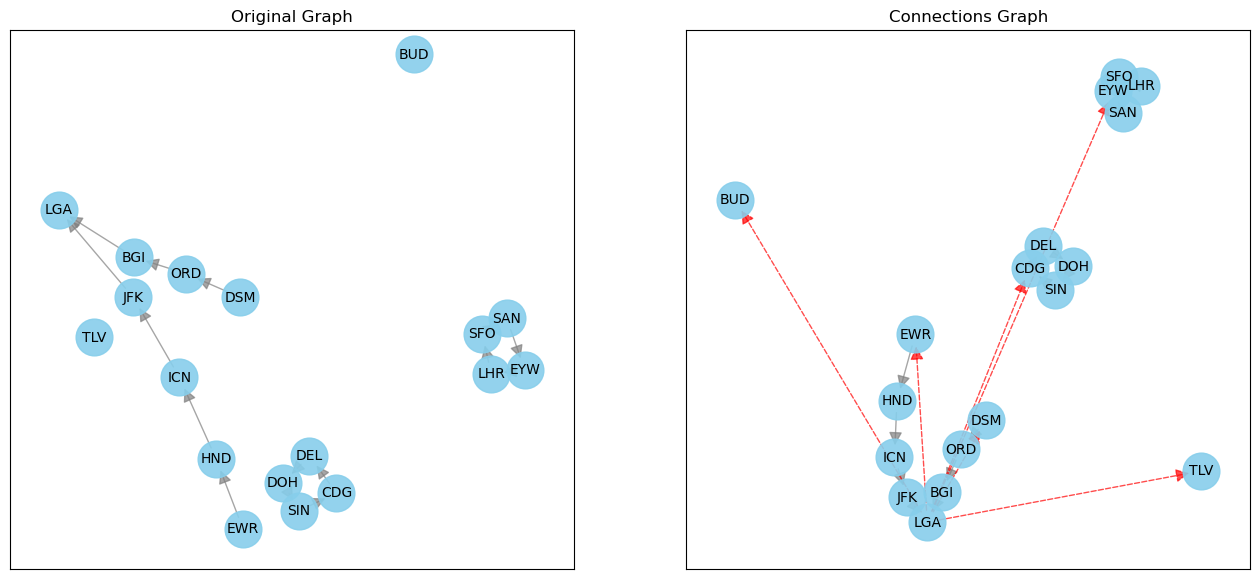 Original Graph
BUD
LGA
BGI
ORD
JFK
DSM
TLV
SAN
SFO
LHR
EYW
ICN
HND
DEL
DOH
CDG
SIN
EWR
Connections Graph
SFO
EYW
LHR
SAN
BUD
DEL
CDG
DOH
SIN
EWR
HND
DSM
ICN
ORD
TLV
JFK
BGI
LGA